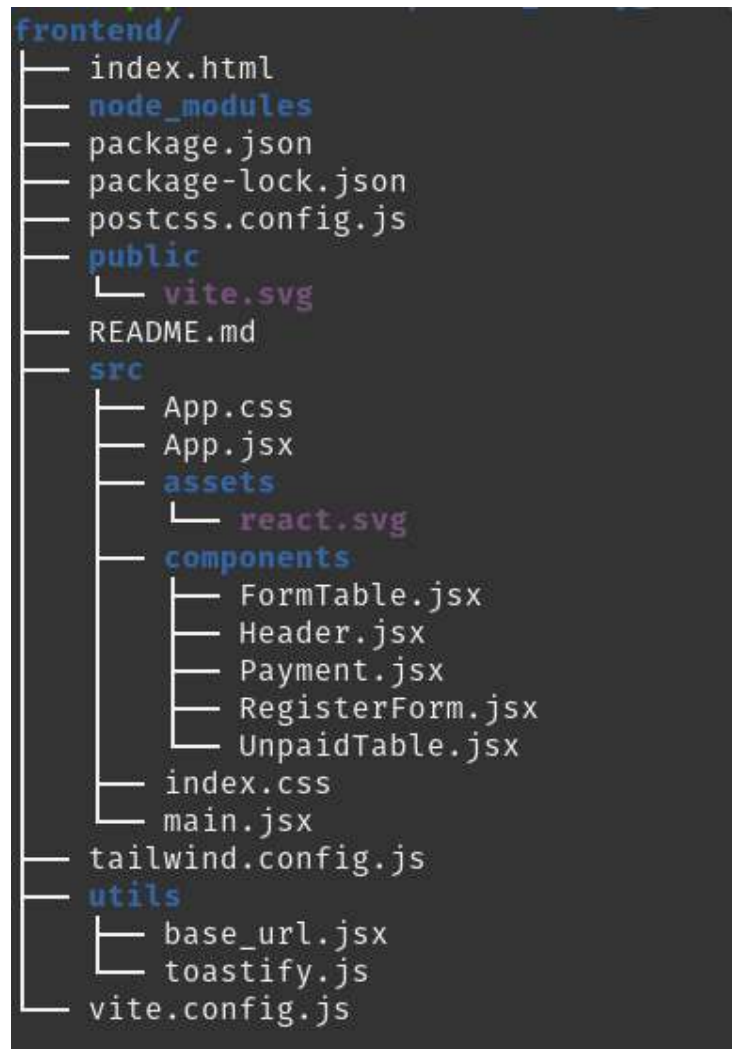 frontend/
├── index.html
├── node_modules
├── package.json
├── package-lock.json
├── postcss.config.js
├── public
│   └── vite.svg
├── README.md
├── src
│   ├── App.css
│   ├── App.jsx
│   ├── assets
│   │   └── react.svg
│   ├── components
│   │   ├── FormTable.jsx
│   │   ├── Header.jsx
│   │   ├── Payment.jsx
│   │   ├── RegisterForm.jsx
│   │   └── UnpaidTable.jsx
│   ├── index.css
│   └── main.jsx
├── tailwind.config.js
├── utils
│   ├── base_url.jsx
│   └── toastify.js
└── vite.config.js